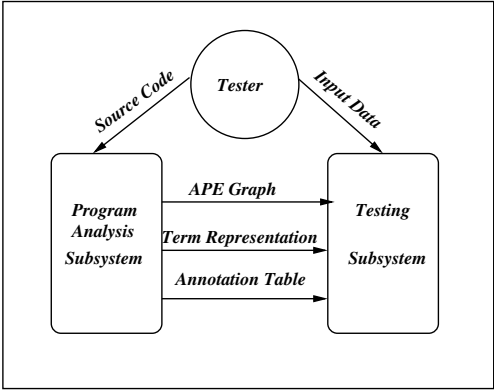 Tester
Source Code
Input Data
Program
Analysis
Subsystem
APE Graph
Term Representation
Annotation Table
Testing
Subsystem